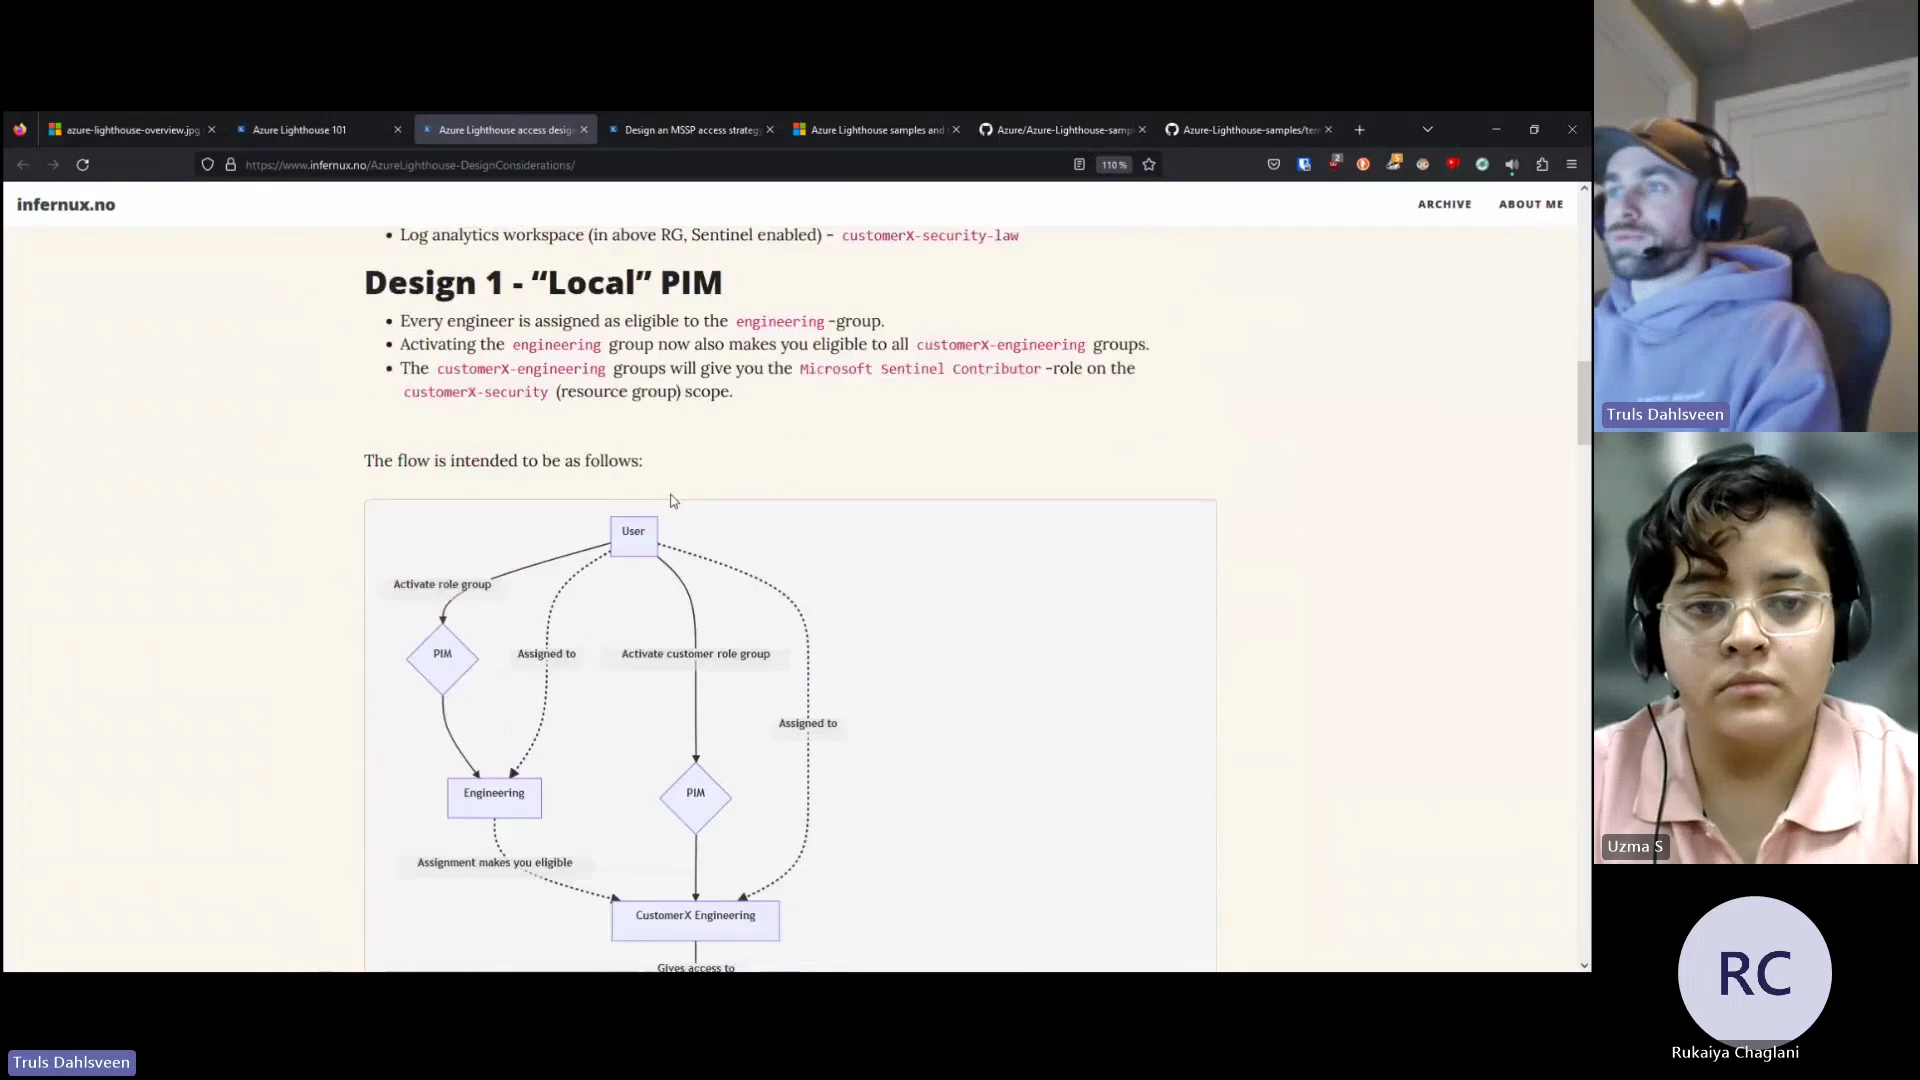 azure-lighthouse-overview.jpg
Azure Lighthouse 101
Azure Lighthouse access desig
Design an MSSP access strateg
Azure Lighthouse samples and
Azure/Azure-Lighthouse-samp
Azure-Lighthouse-samples/tem
https://www.infernux.no/AzureLighthouse-DesignConsiderations/
110%
2
5
infernux.no
ARCHIVE
ABOUT ME
• Log analytics workspace (in above RG, Sentinel enabled) - customerX-security-law
Design 1 - “Local” PIM
• Every engineer is assigned as eligible to the engineering -group.
• Activating the engineering group now also makes you eligible to all customerX-engineering groups.
• The customerX-engineering groups will give you the Microsoft Sentinel Contributor -role on the
customerX-security (resource group) scope.
The flow is intended to be as follows:
User
Activate role group
PIM
Assigned to
Activate customer role group
Assigned to
Engineering
PIM
Assignment makes you eligible
CustomerX Engineering
Gives access to
Truls Dahlsveen
Uzma S
RC
Rukaiya Chaglani
Truls Dahlsveen